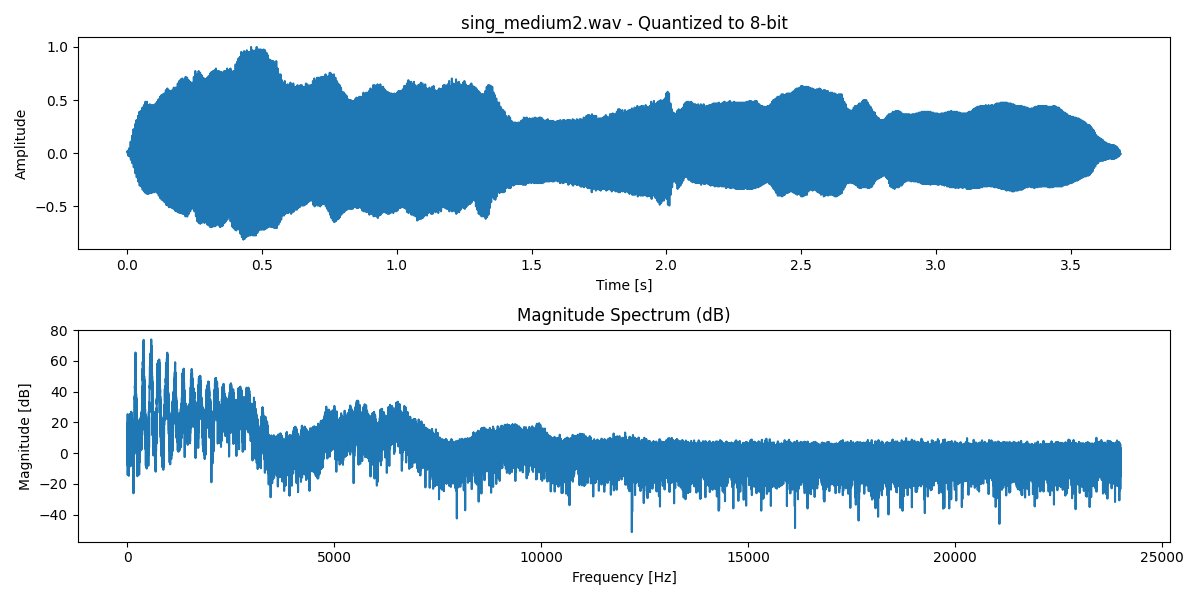 sing_medium2.wav - Quantized to 8-bit
1.0
0.5
0.0
−0.5
Amplitude
0.0 0.5 1.0 1.5 2.0 2.5 3.0 3.5
Time [s]
Magnitude Spectrum (dB)
80
60
40
20
0
−20
−40
Magnitude [dB]
0 5000 10000 15000 20000 25000
Frequency [Hz]